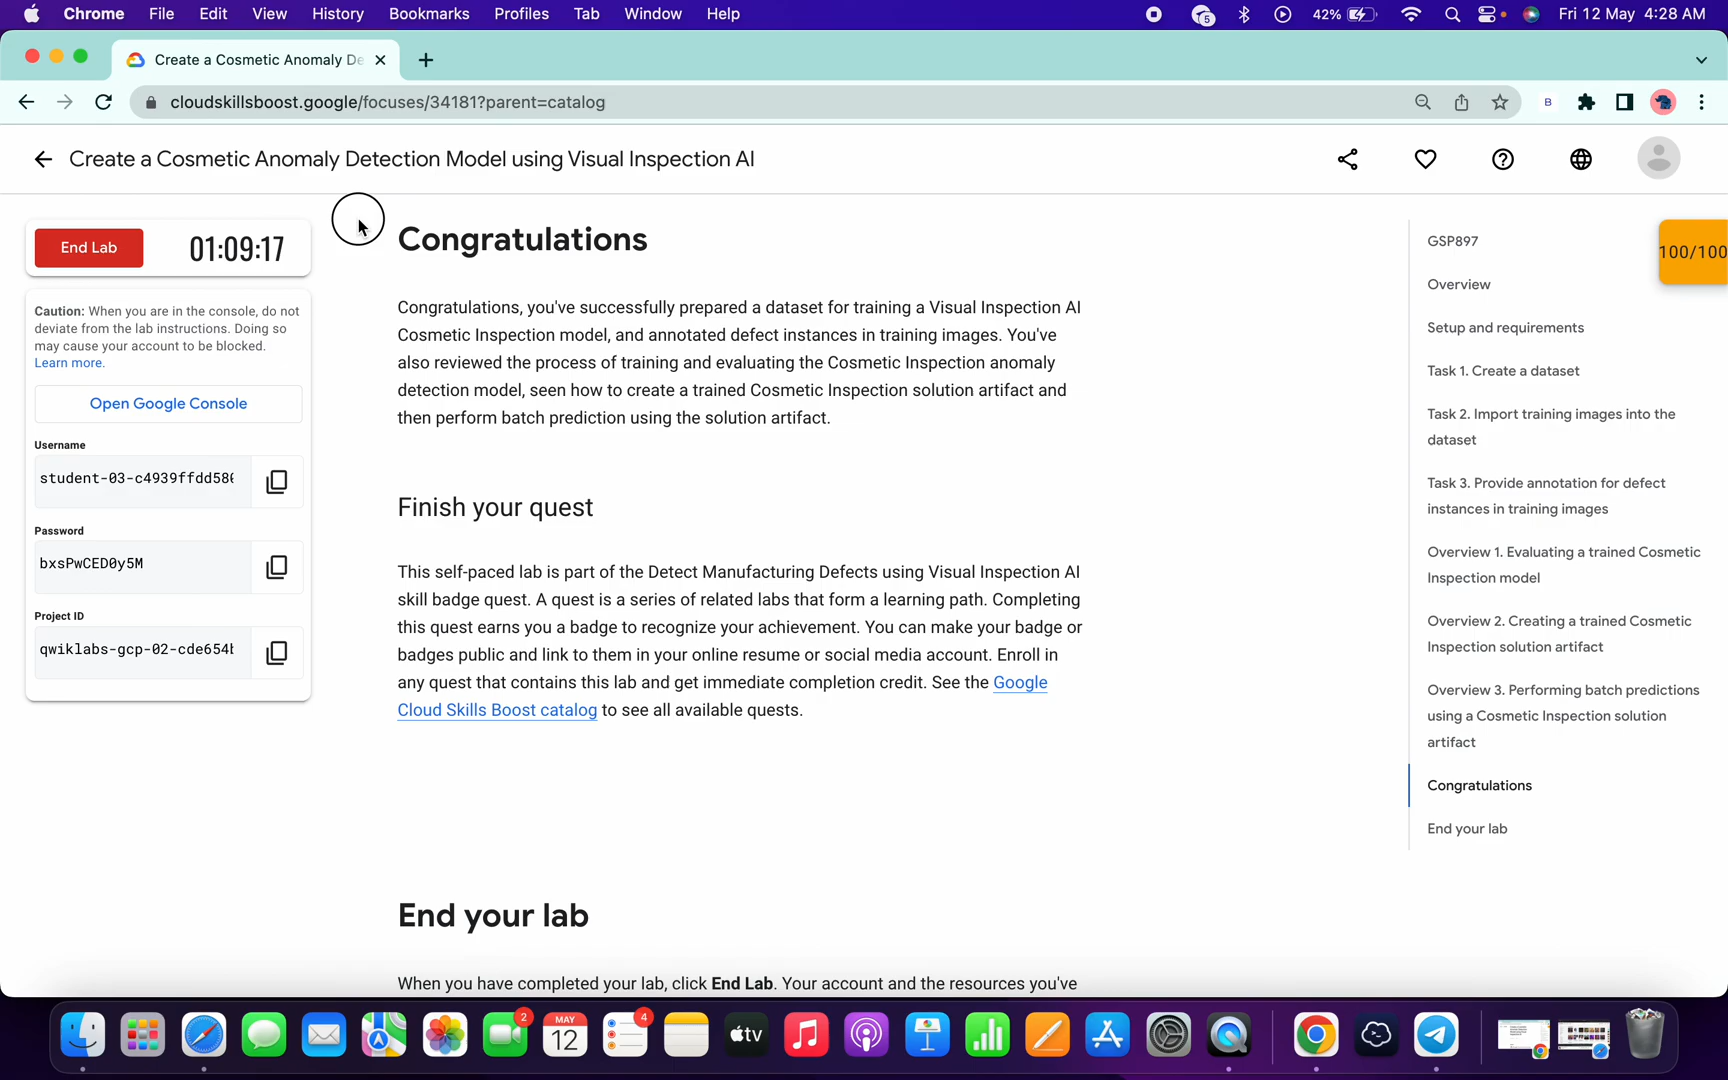 Chrome File Edit View History Bookmarks Profiles Tab Window Help 5 42% Fri 12 May 4:28 AM
Create a Cosmetic Anomaly De
cloudskillsboost.google/focuses/34181?parent=catalog
B
Create a Cosmetic Anomaly Detection Model using Visual Inspection AI
End Lab 01:09:17
Caution: When you are in the console, do not
deviate from the lab instructions. Doing so
may cause your account to be blocked.
Learn more.
Open Google Console
Username
student-03-c4939ffdd58
Password
bxsPwCED0y5M
Project ID
qwiklabs-gcp-02-cde654
Congratulations
Congratulations, you've successfully prepared a dataset for training a Visual Inspection AI
Cosmetic Inspection model, and annotated defect instances in training images. You've
also reviewed the process of training and evaluating the Cosmetic Inspection anomaly
detection model, seen how to create a trained Cosmetic Inspection solution artifact and
then perform batch prediction using the solution artifact.
Finish your quest
This self-paced lab is part of the Detect Manufacturing Defects using Visual Inspection AI
skill badge quest. A quest is a series of related labs that form a learning path. Completing
this quest earns you a badge to recognize your achievement. You can make your badge or
badges public and link to them in your online resume or social media account. Enroll in
any quest that contains this lab and get immediate completion credit. See the Google
Cloud Skills Boost catalog to see all available quests.
End your lab
When you have completed your lab, click End Lab. Your account and the resources you've
GSP897
100/100
Overview
Setup and requirements
Task 1. Create a dataset
Task 2. Import training images into the
dataset
Task 3. Provide annotation for defect
instances in training images
Overview 1. Evaluating a trained Cosmetic
Inspection model
Overview 2. Creating a trained Cosmetic
Inspection solution artifact
Overview 3. Performing batch predictions
using a Cosmetic Inspection solution
artifact
Congratulations
End your lab
2
MAY
12
4
tv